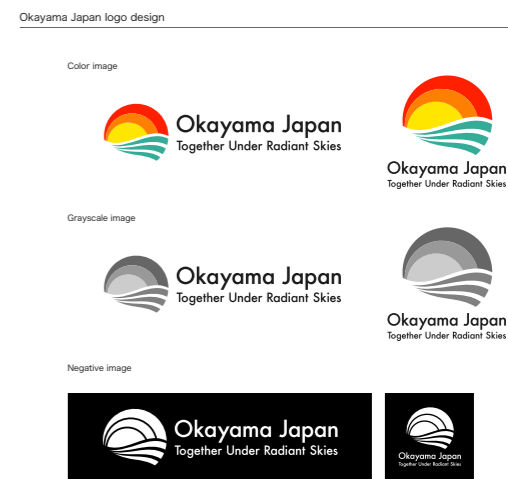 Okayama Japan logo design
Color image
Okayama Japan
Together Under Radiant Skies
Okayama Japan
Together Under Radiant Skies
Grayscale image
Okayama Japan
Together Under Radiant Skies
Okayama Japan
Together Under Radiant Skies
Negative image
Okayama Japan
Together Under Radiant Skies
Okayama Japan
Together Under Radiant Skies